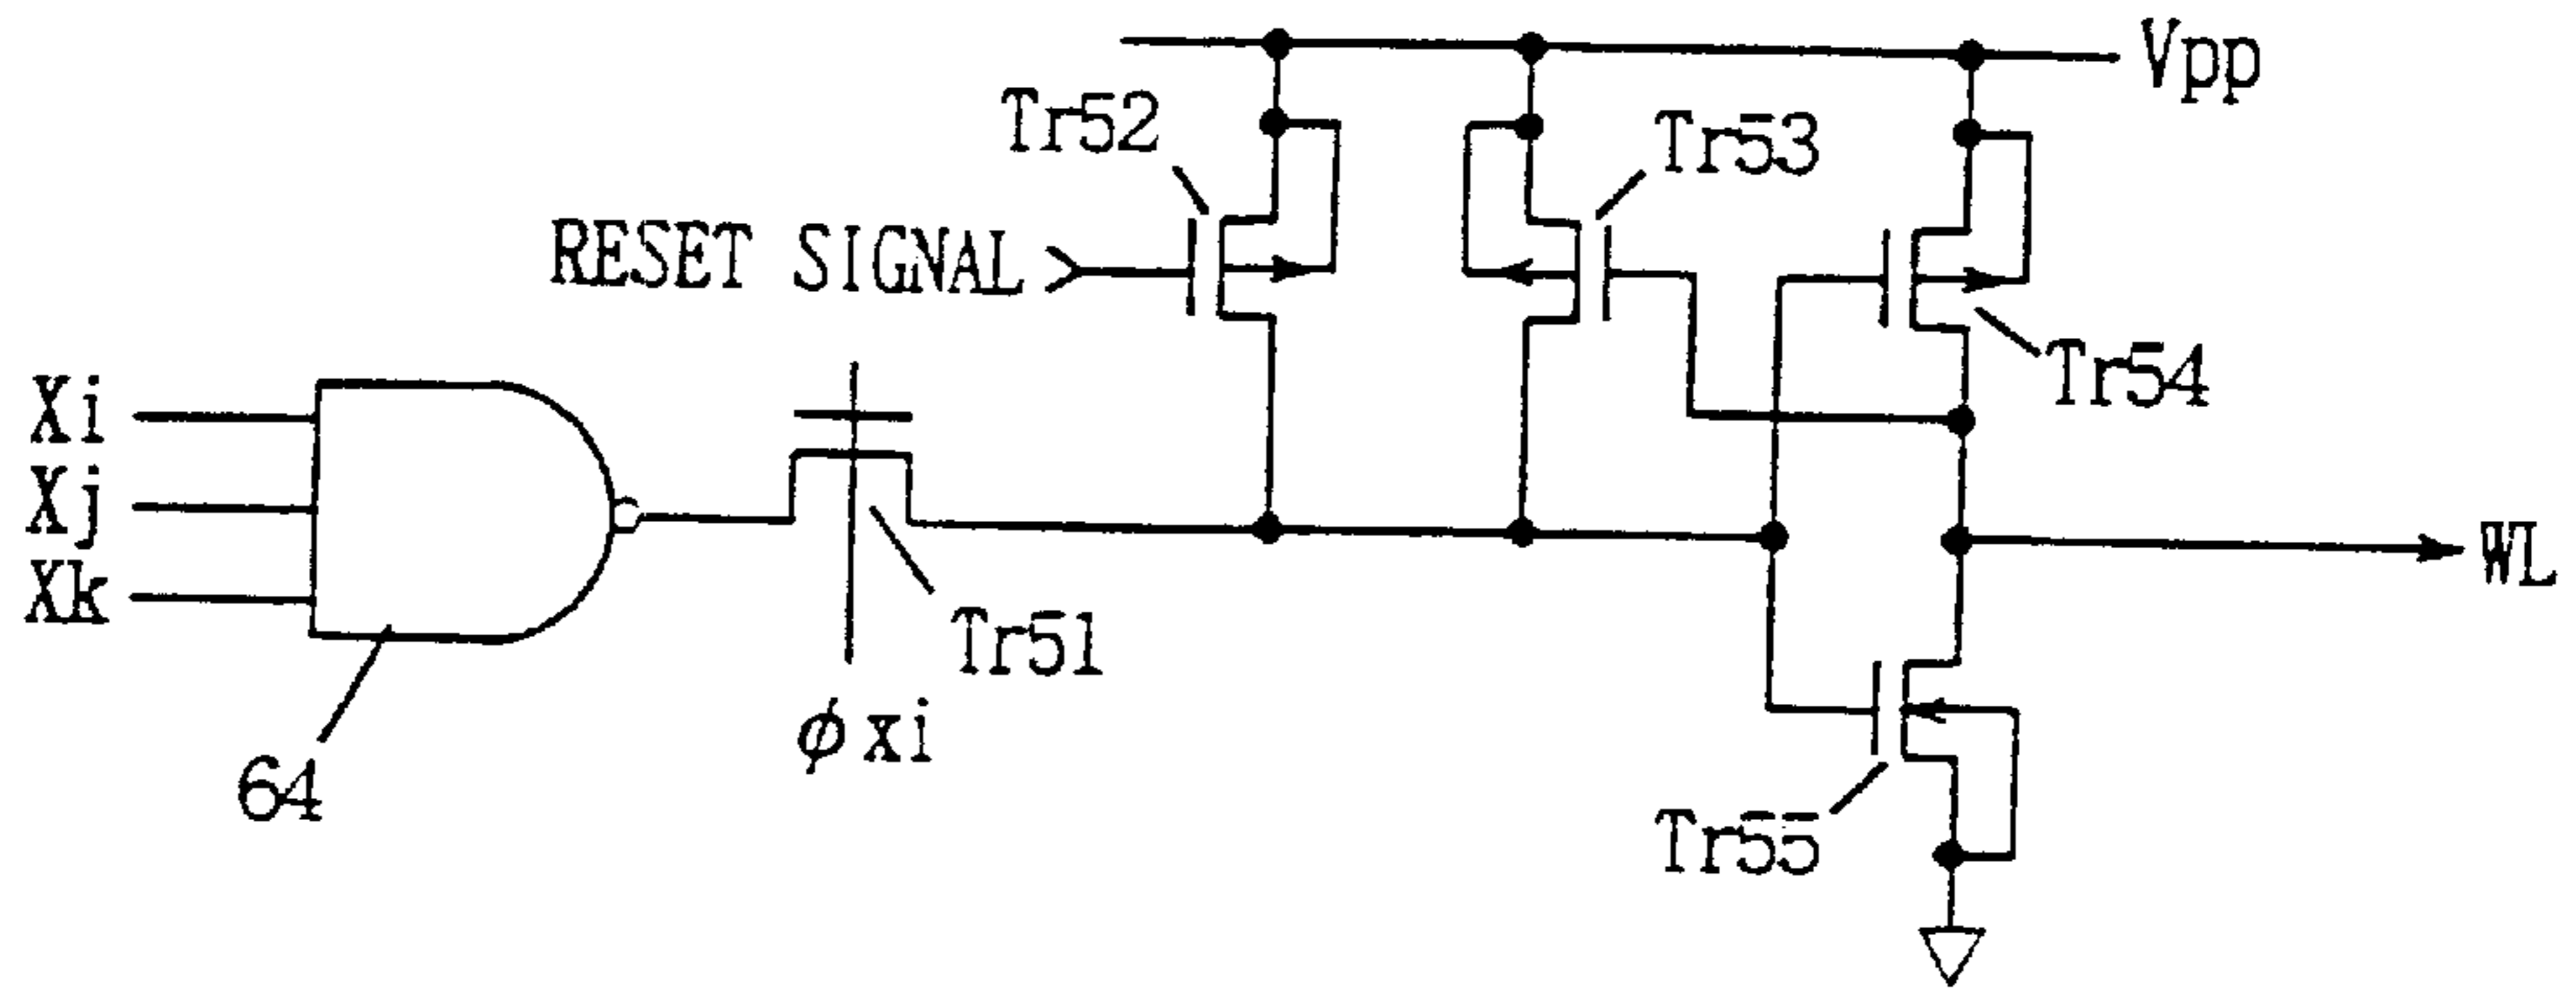 Vpp
Tr52
Tr53
RESET SIGNAL
Tr54
Xi
Xj
Xk
WL
Tr51
φxi
64
Tr55